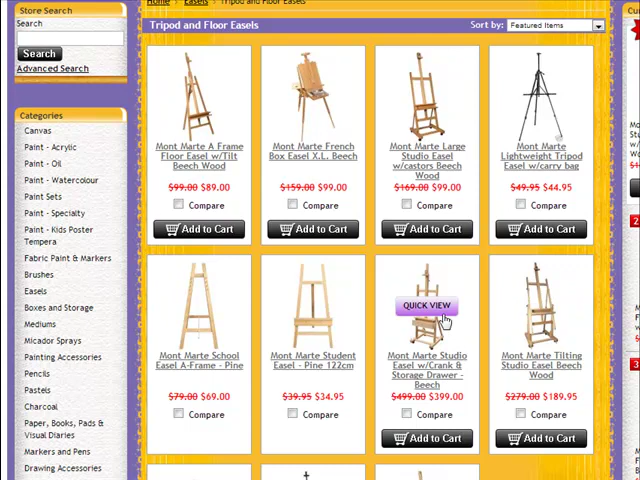 Home Easels Tripod and Floor Easels
Store Search
Search
Search
Advanced Search
Categories
Canvas
Paint - Acrylic
Paint - Oil
Paint - Watercolour
Paint Sets
Paint - Specialty
Paint - Kids Poster
Tempera
Fabric Paint & Markers
Brushes
Easels
Boxes and Storage
Mediums
Micador Sprays
Painting Accessories
Pencils
Pastels
Charcoal
Paper, Books, Pads &
Visual Diaries
Markers and Pens
Drawing Accessories
Tripod and Floor Easels
Sort by: Featured Items
Mont Marte A Frame
Floor Easel w/Tilt
Beech Wood
$99.00 $89.00
Compare
Add to Cart
Mont Marte French
Box Easel X.L. Beech
$159.00 $99.00
Compare
Add to Cart
Mont Marte Large
Studio Easel
w/castors Beech
Wood
$169.00 $99.00
Compare
Add to Cart
Mont Marte
Lightweight Tripod
Easel w/carry bag
$49.95 $44.95
Compare
Add to Cart
Mont Marte School
Easel A-Frame - Pine
$79.00 $69.00
Compare
Mont Marte Student
Easel - Pine 122cm
$39.95 $34.95
Compare
QUICK VIEW
Mont Marte Studio
Easel w/Crank &
Storage Drawer -
Beech
$499.00 $399.00
Compare
Add to Cart
Mont Marte Tilting
Studio Easel Beech
Wood
$279.00 $189.95
Compare
Add to Cart